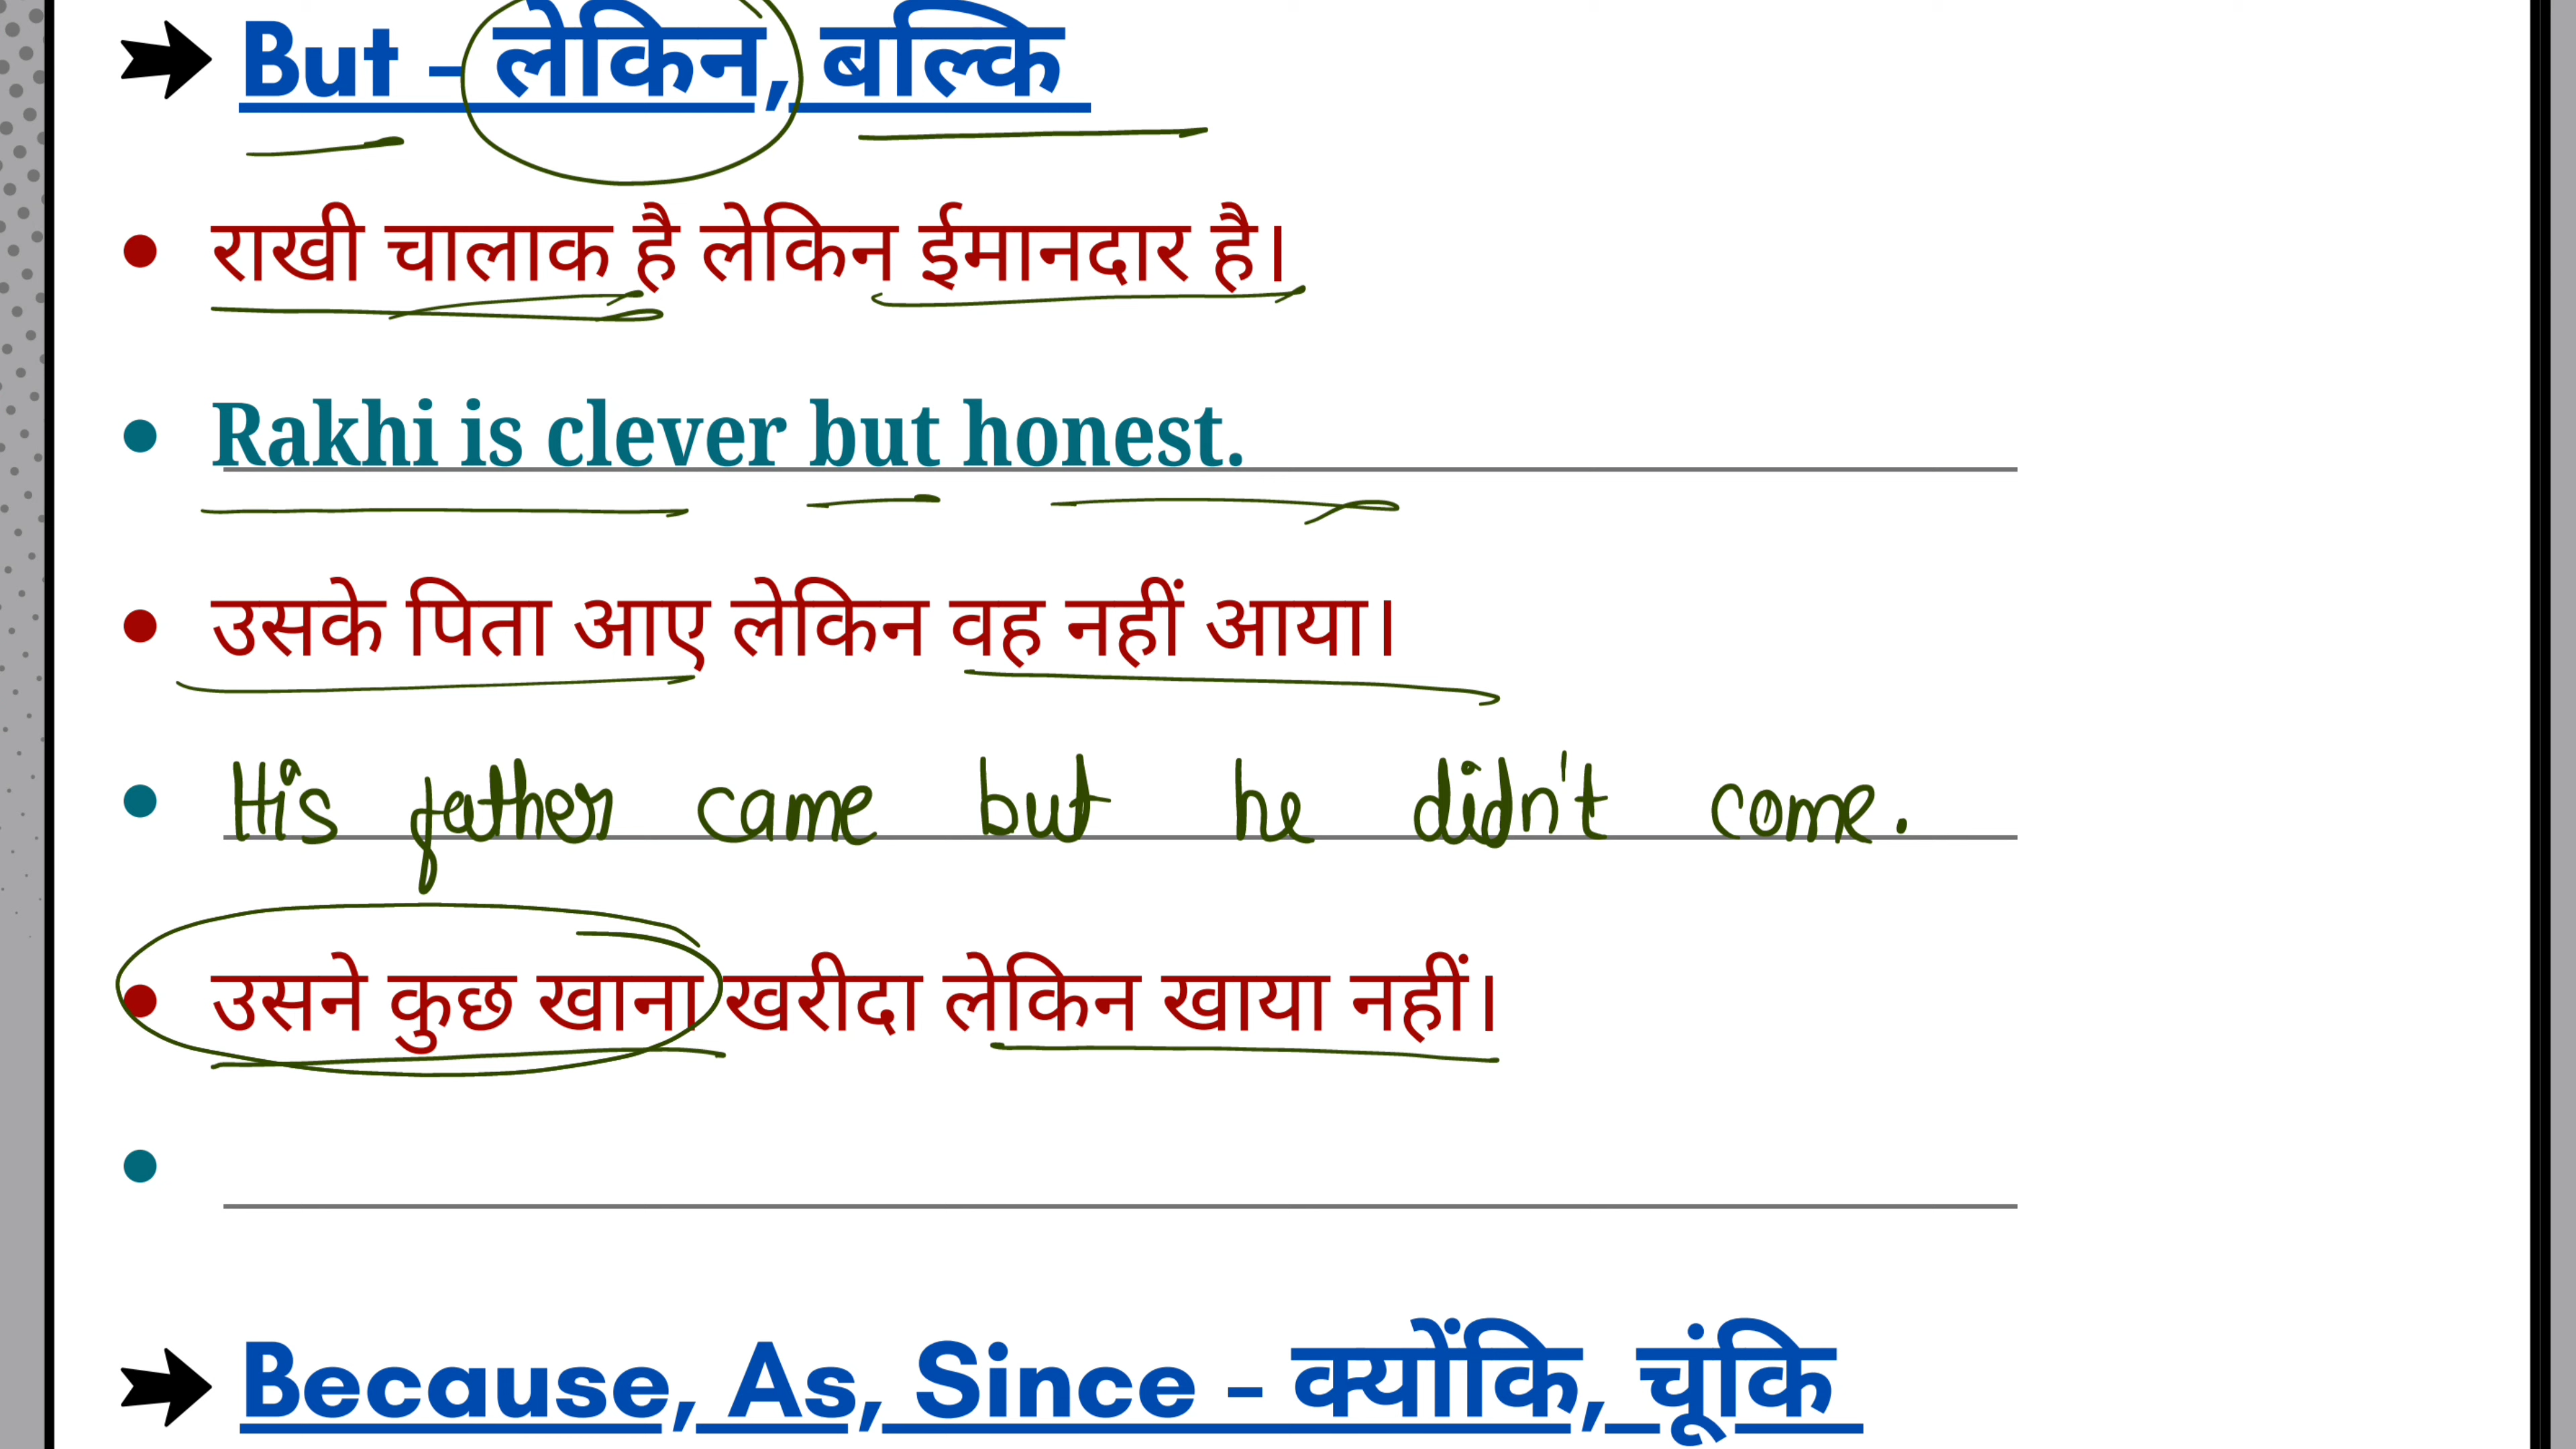 But - लेकिन, बल्कि
राखी चालाक है लेकिन ईमानदार है।
Rakhi is clever but honest.
उसके पिता आए लेकिन वह नहीं आया।
His father came but he didn't come.
उसने कुछ खाना खरीदा लेकिन खाया नहीं।
Because, As, Since - क्योंकि, चूंकि